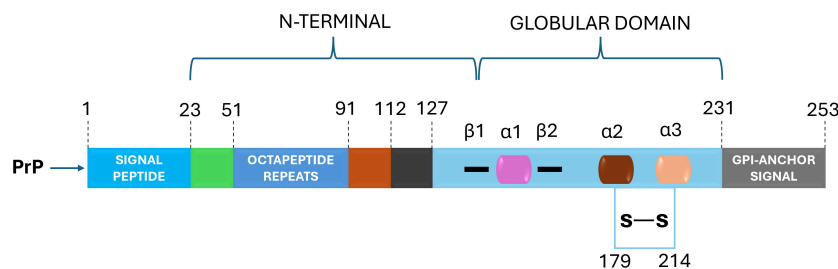 N-TERMINAL
GLOBULAR DOMAIN
1
23
51
91
112
127
231
253
β1
α1
β2
α2
α3
PrP
SIGNAL
PEPTIDE
OCTAPEPTIDE
REPEATS
GPI-ANCHOR
SIGNAL
S—S
179
214